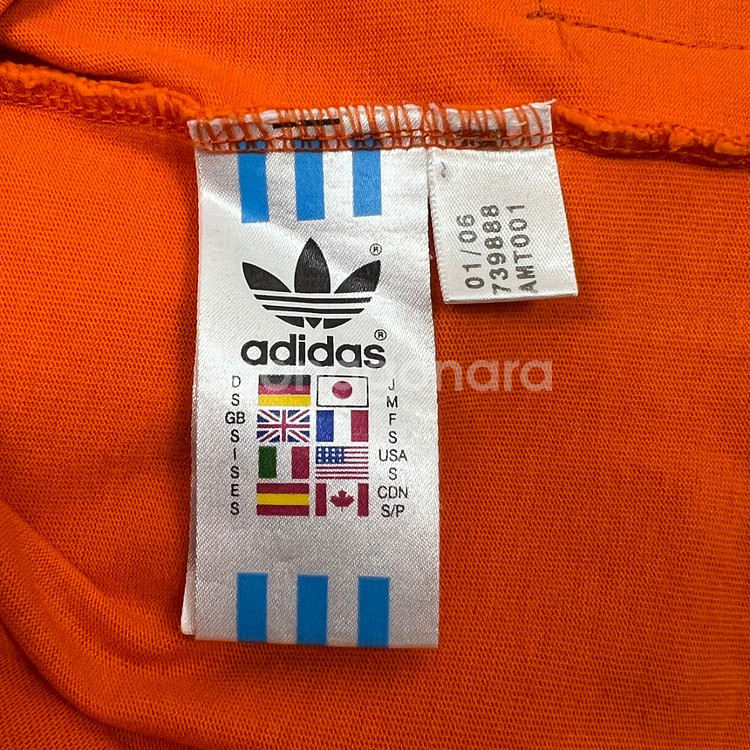 01/06
739888
AMT001
®
adidas®
D
S
J
M
GB
S
F
S
I
S
USA
S
E
S
CDN
S/P